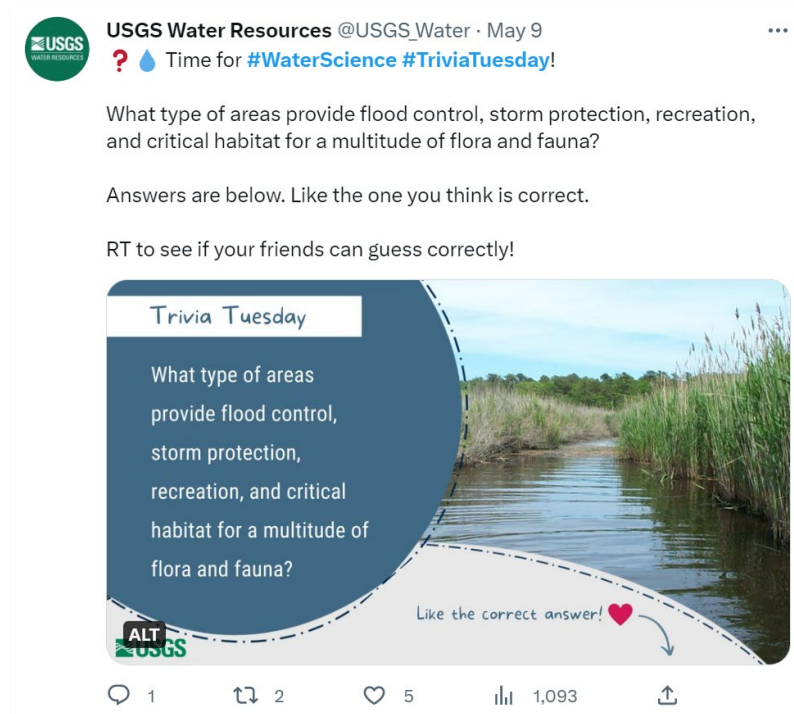 USGS Water Resources @USGS_Water · May 9
USGS
WATER RESOURCES
❓💧 Time for #WaterScience #TriviaTuesday!
What type of areas provide flood control, storm protection, recreation,
and critical habitat for a multitude of flora and fauna?
Answers are below. Like the one you think is correct.
RT to see if your friends can guess correctly!
Trivia Tuesday
What type of areas
provide flood control,
storm protection,
recreation, and critical
habitat for a multitude of
flora and fauna?
Like the correct answer!
ALT
USGS
1 2 5 1,093